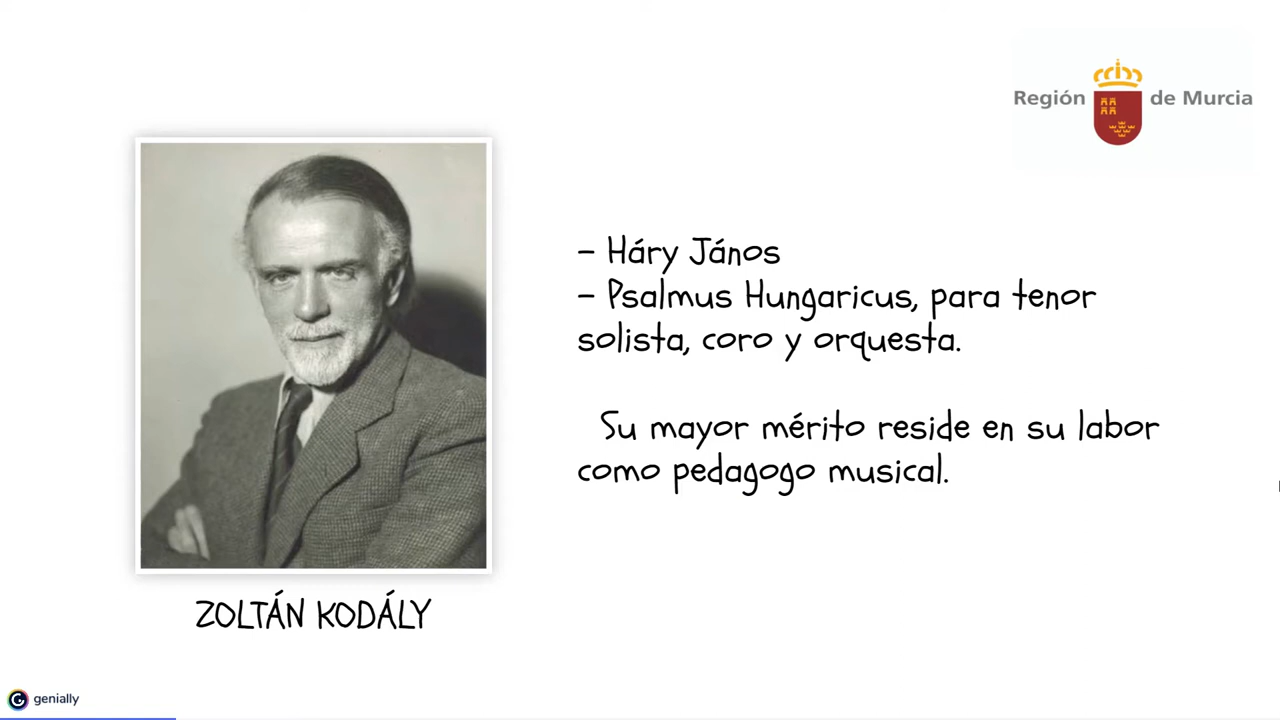 Región de Murcia
- Háry János
- Psalmus Hungaricus, para tenor
solista, coro y orquesta.
Su mayor mérito reside en su labor
como pedagogo musical.
ZOLTÁN KODÁLY
genially